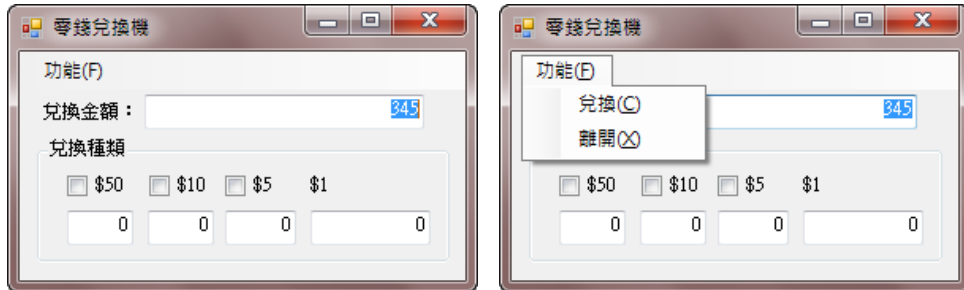 零錢兌換機
功能(F)
兌換金額：345
兌換種類
$50 $10 $5 $1
0 0 0 0
零錢兌換機
功能(F)
兌換(C)
離開(X)
345
$50 $10 $5 $1
0 0 0 0